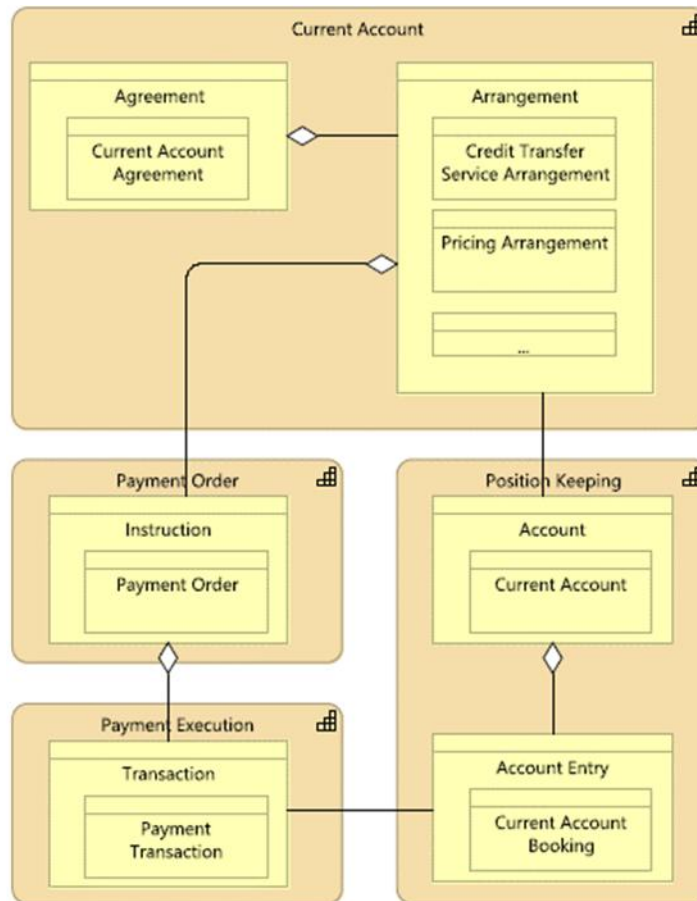 Current Account
Agreement
Current Account
Agreement
Arrangement
Credit Transfer
Service Arrangement
Pricing Arrangement
...
Payment Order
Instruction
Payment Order
Position Keeping
Account
Current Account
Payment Execution
Transaction
Payment
Transaction
Account Entry
Current Account
Booking